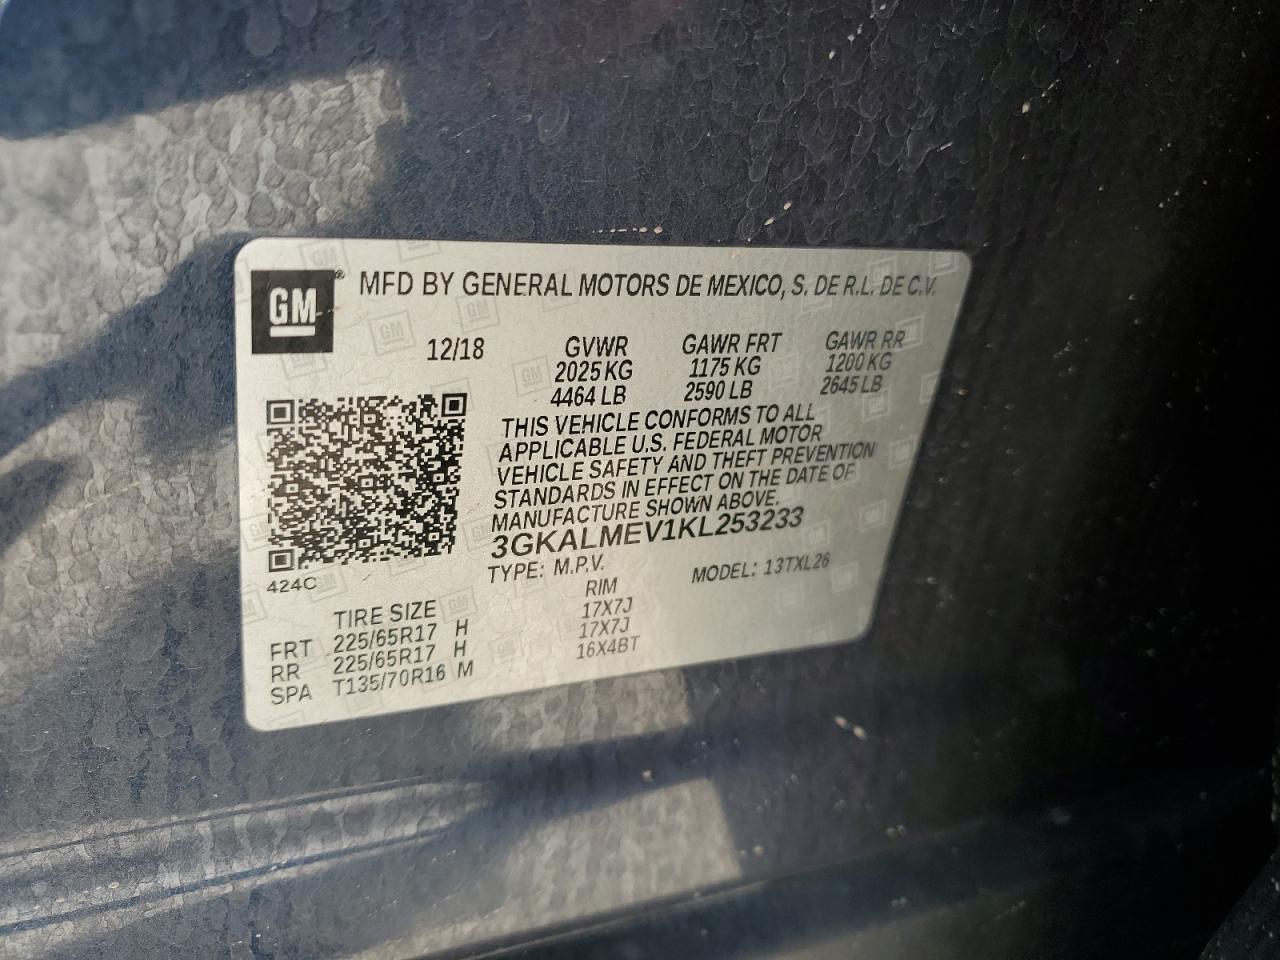 GM
MFD BY GENERAL MOTORS DE MEXICO, S. DE R.L. DE C.V.
12/18
GVWR GAWR FRT GAWR RR
2025 KG 1175 KG 1200 KG
4464 LB 2590 LB 2645 LB
THIS VEHICLE CONFORMS TO ALL
APPLICABLE U.S. FEDERAL MOTOR
VEHICLE SAFETY AND THEFT PREVENTION
STANDARDS IN EFFECT ON THE DATE OF
MANUFACTURE SHOWN ABOVE.
3GKALMEV1KL253233
424C
TYPE: M.P.V. MODEL: 13TXL26
TIRE SIZE RIM
FRT 225/65R17 H 17X7J
RR 225/65R17 H 17X7J
SPA T135/70R16 M 16X4BT